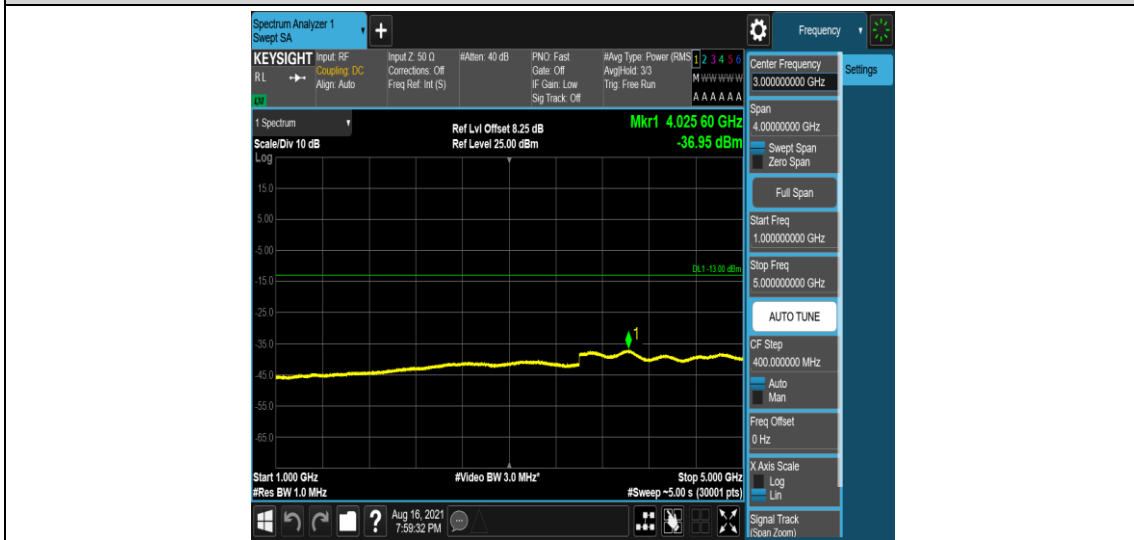 Spectrum Analyzer 1
Swept SA
+
Frequency
KEYSIGHT
RL
Input: RF
Coupling: DC
Align: Auto
Input Z: 50 Ω
Corrections: Off
Freq Ref: Int (S)
#Atten: 40 dB
PNO: Fast
Gate: Off
IF Gain: Low
Sig Track: Off
#Avg Type: Power (RMS
Avg|Hold: 3/3
Trig: Free Run
1 2 3 4 5 6
M W W W W W
A A A A A A
Center Frequency
3.000000000 GHz
Settings
Span
4.00000000 GHz
Swept Span
Zero Span
Full Span
Start Freq
1.000000000 GHz
Stop Freq
5.000000000 GHz
AUTO TUNE
CF Step
400.000000 MHz
Auto
Man
Freq Offset
0 Hz
X Axis Scale
Log
Lin
Signal Track
(Span Zoom)
1 Spectrum
Scale/Div 10 dB
Log
Ref Lvl Offset 8.25 dB
Ref Level 25.00 dBm
Mkr1 4.025 60 GHz
-36.95 dBm
15.0
5.00
-5.00
DL1 -13.00 dBm
-15.0
-25.0
1
-35.0
-45.0
-55.0
-65.0
Start 1.000 GHz
#Video BW 3.0 MHz*
Stop 5.000 GHz
#Res BW 1.0 MHz
#Sweep ~5.00 s (30001 pts)
?
Aug 16, 2021
7:59:32 PM